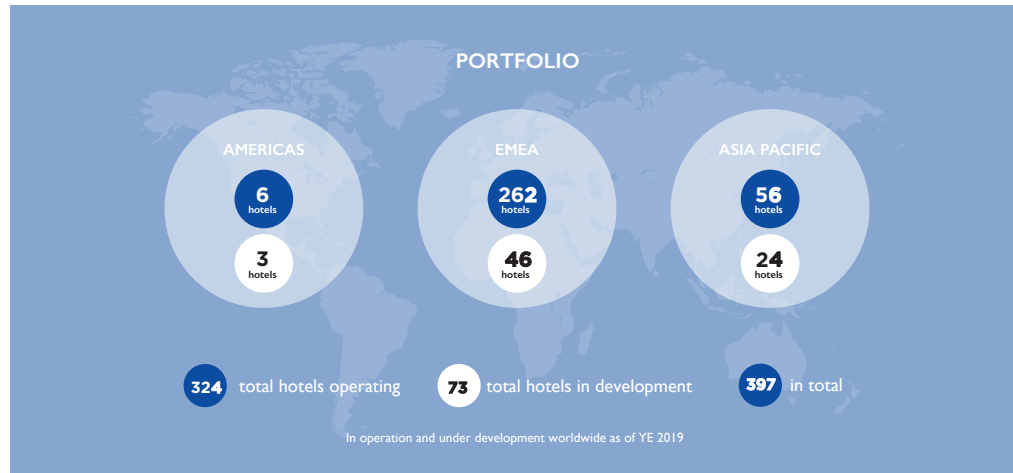 PORTFOLIO
AMERICAS
6
hotels
3
hotels
EMEA
262
hotels
46
hotels
ASIA PACIFIC
56
hotels
24
hotels
324 total hotels operating
73 total hotels in development
397 in total
In operation and under development worldwide as of YE 2019